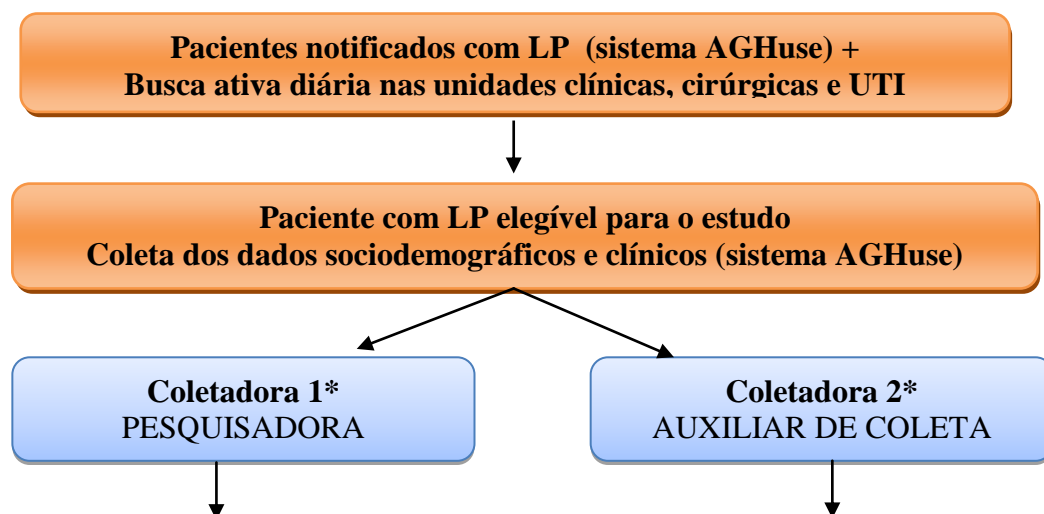 Pacientes notificados com LP (sistema AGHuse) +
Busca ativa diária nas unidades clínicas, cirúrgicas e UTI
Paciente com LP elegível para o estudo
Coleta dos dados sociodemográficos e clínicos (sistema AGHuse)
Coletadora 1*
PESQUISADORA
Coletadora 2*
AUXILIAR DE COLETA